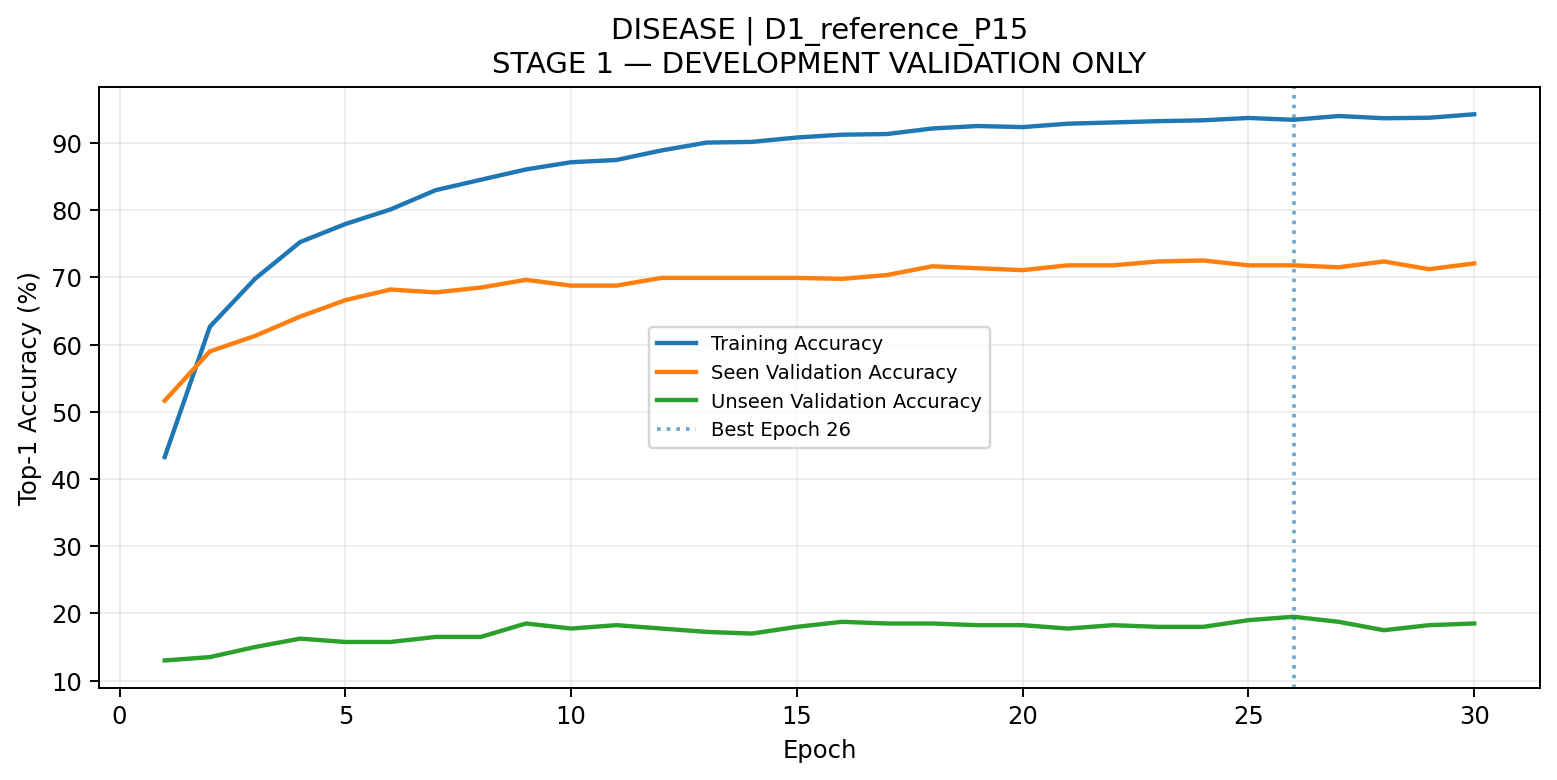 DISEASE | D1_reference_P15
STAGE 1 — DEVELOPMENT VALIDATION ONLY
Top-1 Accuracy (%)
90
80
70
60
50
40
30
20
10
Training Accuracy
Seen Validation Accuracy
Unseen Validation Accuracy
Best Epoch 26
0 5 10 15 20 25 30
Epoch